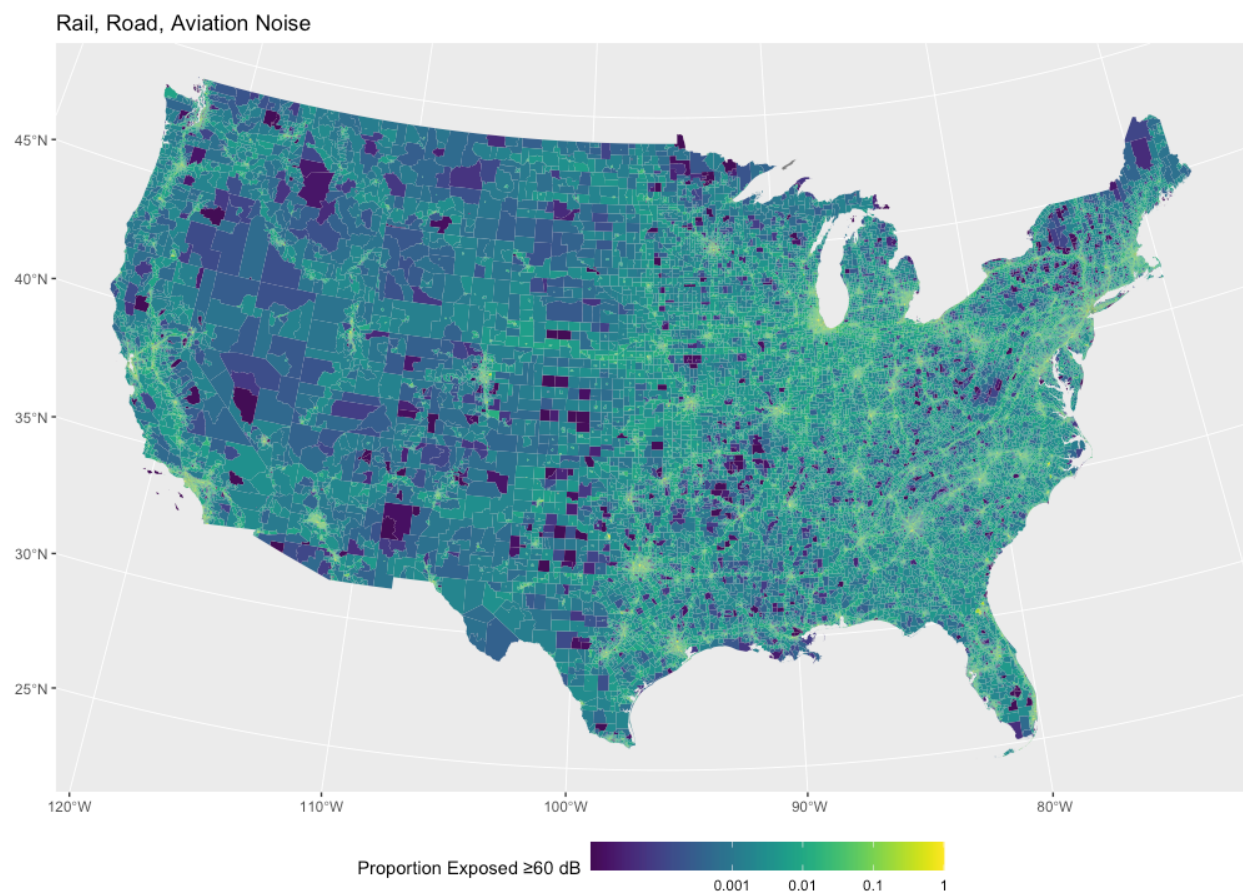 Rail, Road, Aviation Noise
45°N
40°N
35°N
30°N
25°N
120°W 110°W 100°W 90°W 80°W
Proportion Exposed ≥60 dB
0.001 0.01 0.1 1